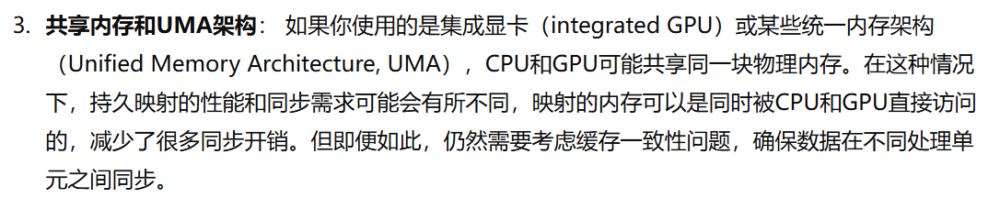 3. 共享内存和UMA架构： 如果你使用的是集成显卡（integrated GPU）或某些统一内存架构
（Unified Memory Architecture, UMA），CPU和GPU可能共享同一块物理内存。在这种情况
下，持久映射的性能和同步需求可能会有所不同，映射的内存可以是同时被CPU和GPU直接访问
的，减少了很多同步开销。但即便如此，仍然需要考虑缓存一致性问题，确保数据在不同处理单
元之间同步。